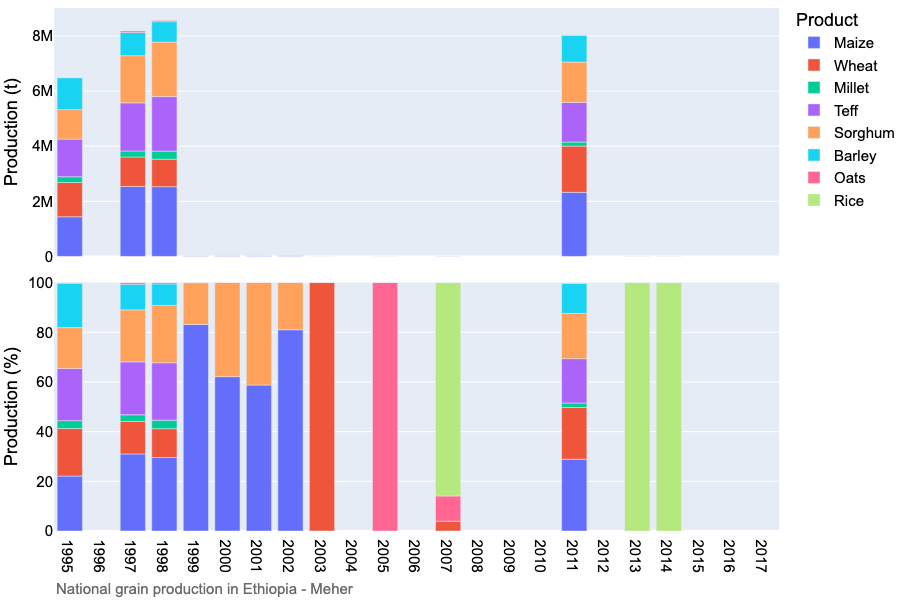 Product
Maize
Wheat
Millet
Teff
Sorghum
Barley
Oats
Rice
Production (t)
8M
6M
4M
2M
0
Production (%)
100
80
60
40
20
0
1995 1996 1997 1998 1999 2000 2001 2002 2003 2004 2005 2006 2007 2008 2009 2010 2011 2012 2013 2014 2015 2016 2017
National grain production in Ethiopia - Meher